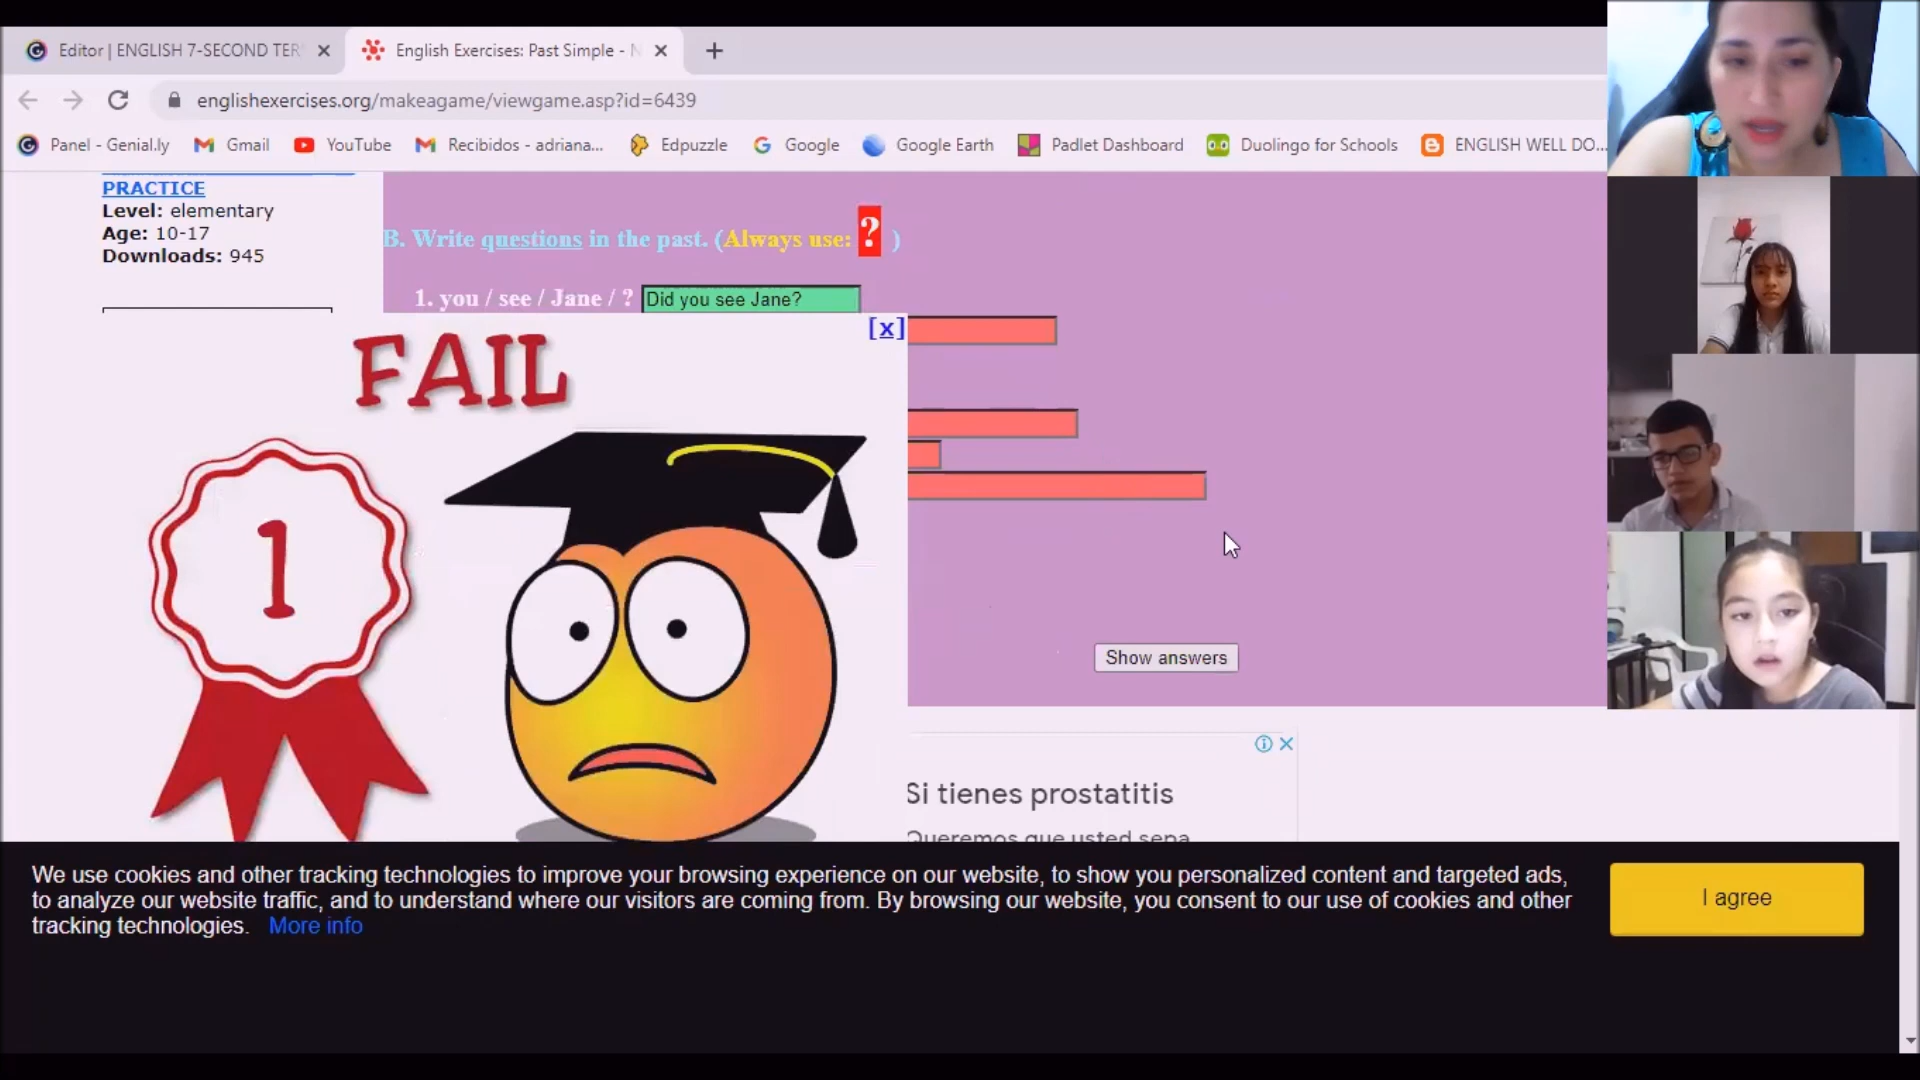 Editor | ENGLISH 7-SECOND TER
English Exercises: Past Simple - N
englishexercises.org/makeagame/viewgame.asp?id=6439
Panel - Genial.ly
Gmail
YouTube
Recibidos - adriana...
Edpuzzle
Google
Google Earth
Padlet Dashboard
Duolingo for Schools
ENGLISH WELL DO...
PRACTICE
Level: elementary
Age: 10-17
Downloads: 945
B. Write questions in the past. (Always use: ? )
1. you / see / Jane / ? Did you see Jane?
[x]
FAIL
1
Show answers
Si tienes prostatitis
Queremos que usted sepa
We use cookies and other tracking technologies to improve your browsing experience on our website, to show you personalized content and targeted ads,
to analyze our website traffic, and to understand where our visitors are coming from. By browsing our website, you consent to our use of cookies and other
tracking technologies. More info
I agree